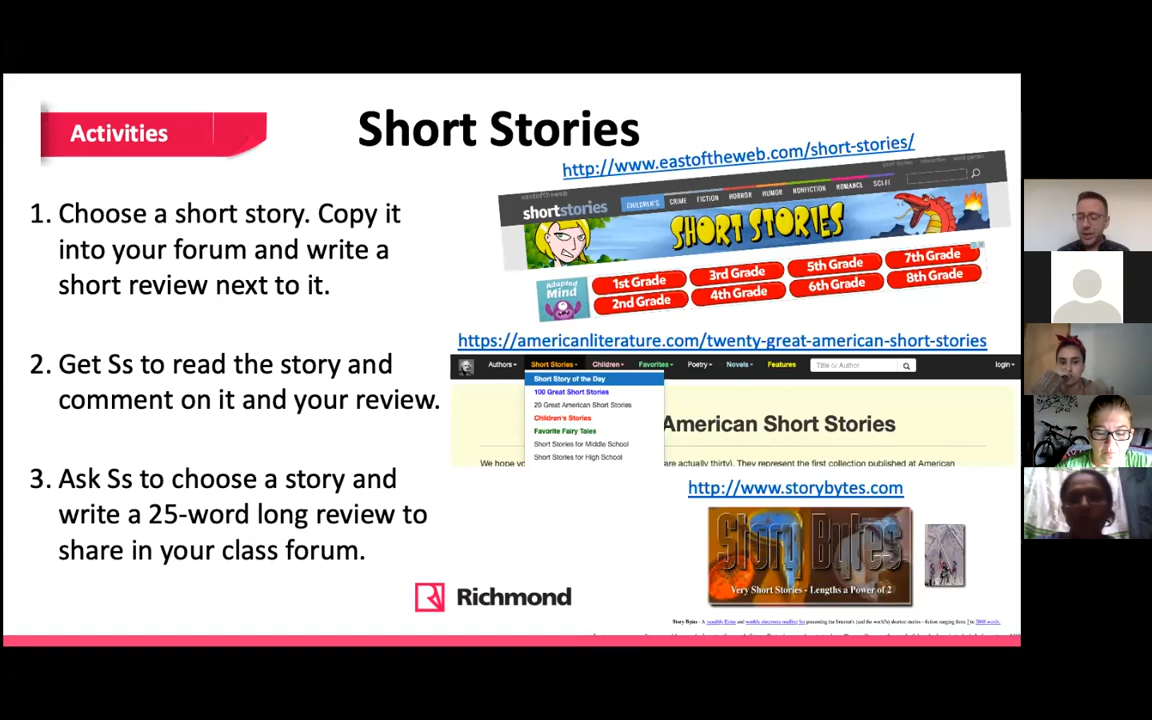 Activities
Short Stories
http://www.eastoftheweb.com/short-stories/
1. Choose a short story. Copy it
into your forum and write a
short review next to it.
2. Get Ss to read the story and
comment on it and your review.
3. Ask Ss to choose a story and
write a 25-word long review to
share in your class forum.
eastoftheweb
shortstories
CHILDREN'S CRIME FICTION HORROR HUMOR NONFICTION ROMANCE SCI-FI
SHORT STORIES
Adapted
Mind
1st Grade 3rd Grade 5th Grade 7th Grade
2nd Grade 4th Grade 6th Grade 8th Grade
https://americanliterature.com/twenty-great-american-short-stories
Authors Short Stories Children Favorites Poetry Novels Features Title or Author login
Short Story of the Day
100 Great Short Stories
20 Great American Short Stories
Children's Stories
Favorite Fairy Tales
Short Stories for Middle School
Short Stories for High School
American Short Stories
We hope yo
are actually thirty). They represent the first collection published at American
http://www.storybytes.com
Story Bytes
Very Short Stories - Lengths a Power of 2
Richmond